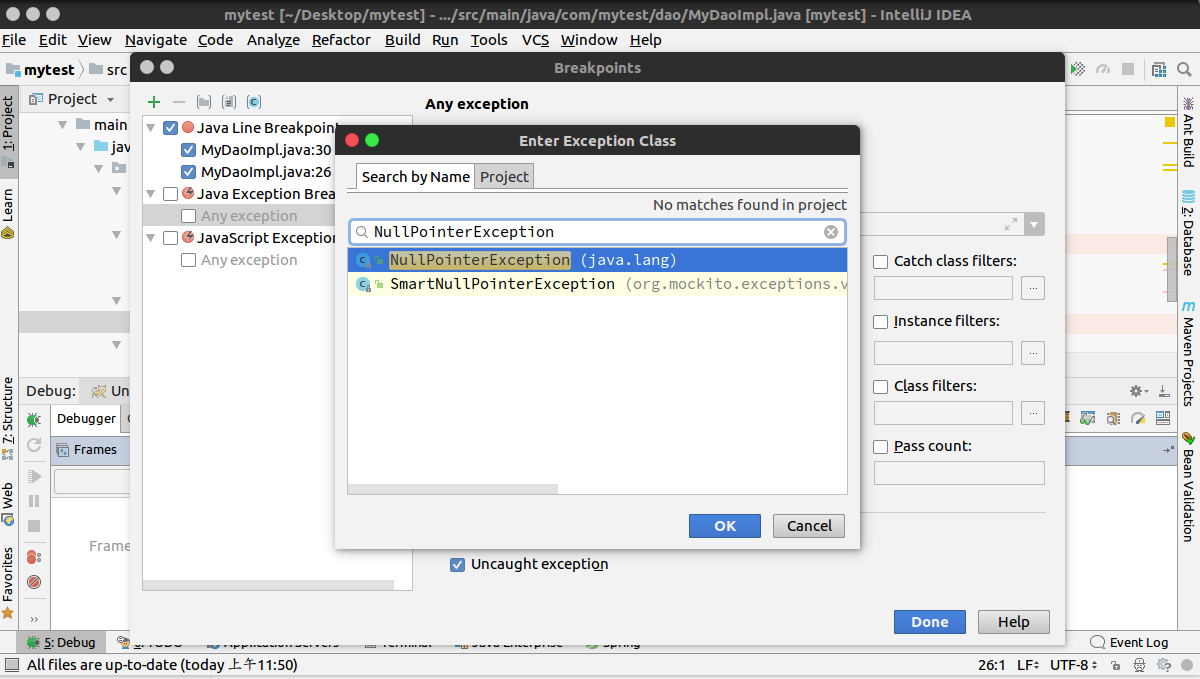 mytest [~/Desktop/mytest] - .../src/main/java/com/mytest/dao/MyDaoImpl.java [mytest] - IntelliJ IDEA
File Edit View Navigate Code Analyze Refactor Build Run Tools VCS Window Help
mytest src
Breakpoints
1: Project
Learn
7: Structure
Web
Favorites
Project
main
Any exception
Java Line Breakpoint
MyDaoImpl.java:30
MyDaoImpl.java:26
Java Exception Brea
Any exception
JavaScript Exception
Any exception
Enter Exception Class
Search by Name Project
No matches found in project
NullPointerException
NullPointerException (java.lang)
SmartNullPointerException (org.mockito.exceptions.v
OK Cancel
Catch class filters:
...
Instance filters:
...
Class filters:
...
Pass count:
Uncaught exception
Done Help
Ant Build
2: Database
m
Maven Projects
Bean Validation
Debug: Un
Debugger
Frames
Frame
5: Debug
Event Log
All files are up-to-date (today 上午11:50)
26:1 LF UTF-8